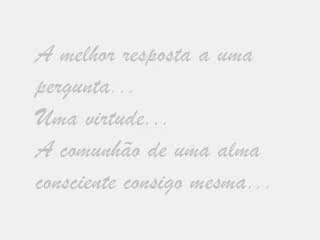 A melhor resposta a uma
pergunta...
Uma virtude...
A comunhão de uma alma
consciente consigo mesma...